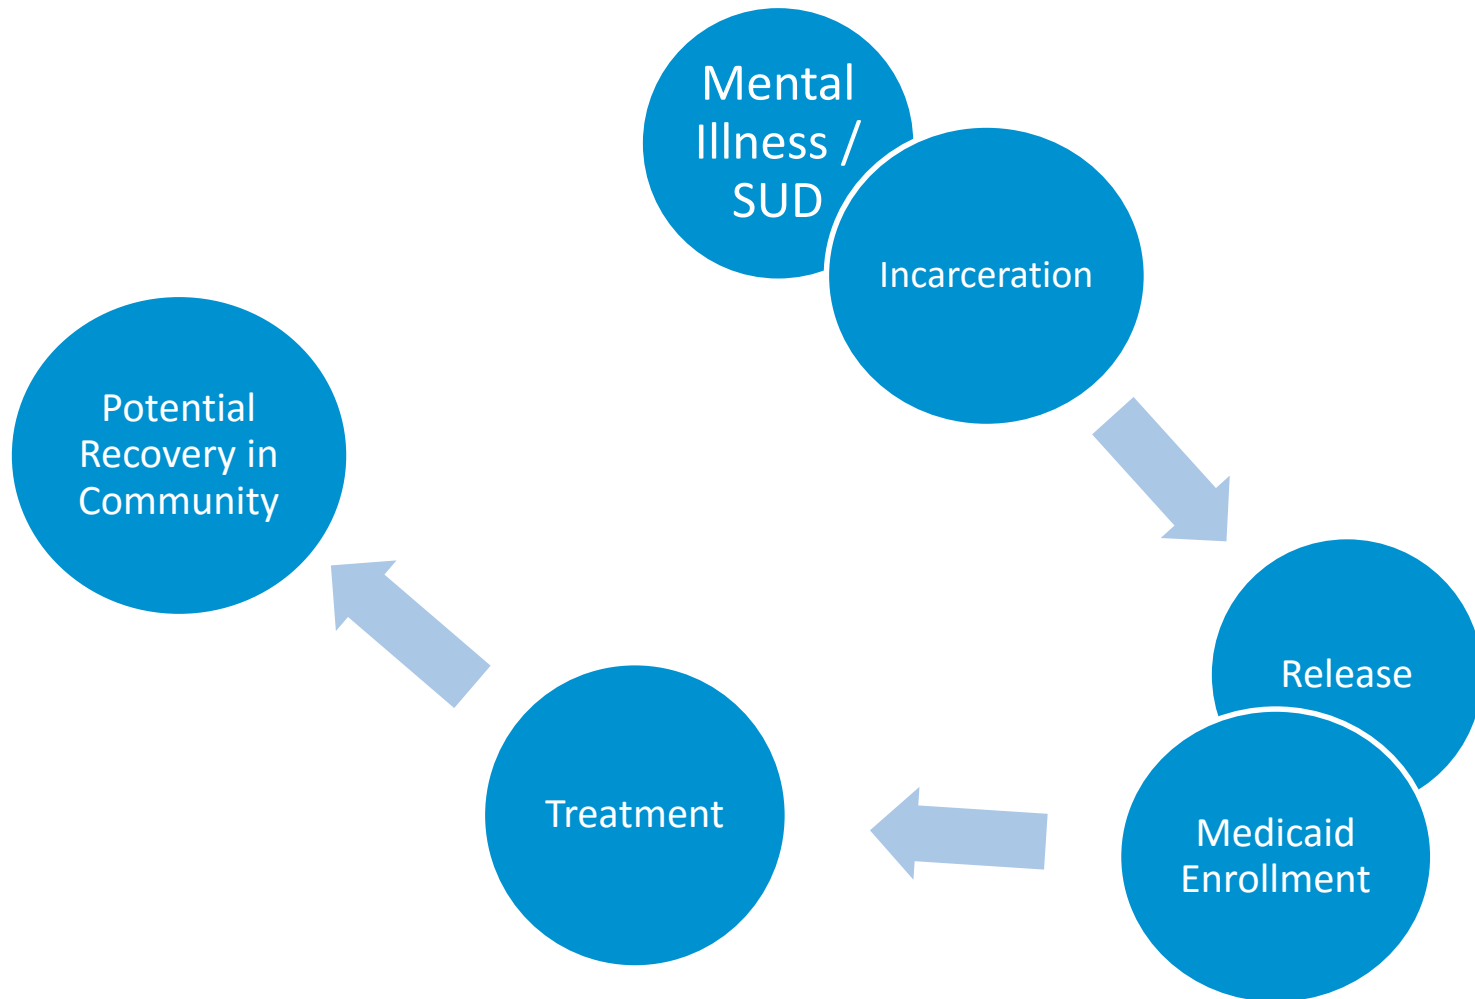 Mental
Illness /
SUD
Incarceration
Release
Medicaid
Enrollment
Treatment
Potential
Recovery in
Community